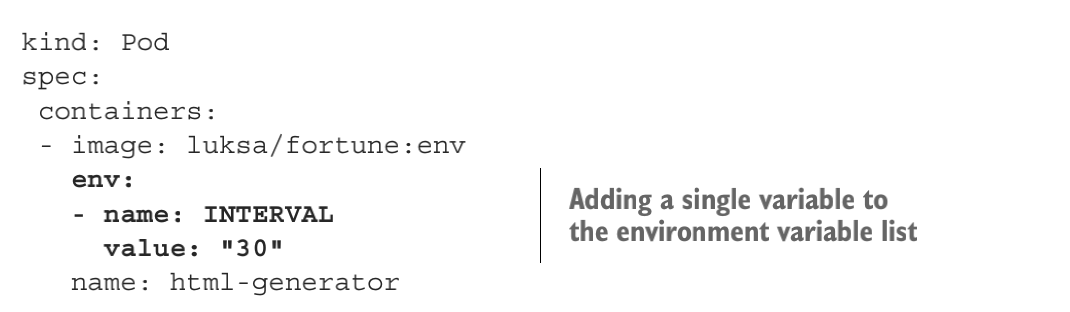 kind: Pod
spec:
 containers:
 - image: luksa/fortune:env
   env:
   - name: INTERVAL
     value: "30"
   name: html-generator
Adding a single variable to
the environment variable list